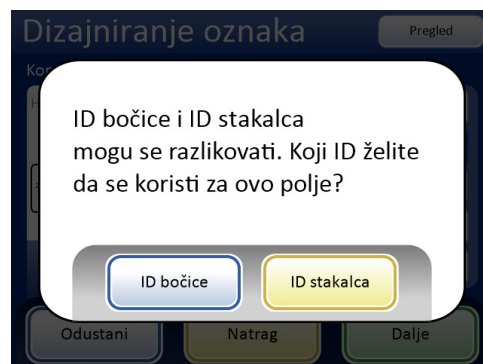 Dizajniranje oznaka
Pregled
ID bočice i ID stakalca
mogu se razlikovati. Koji ID želite
da se koristi za ovo polje?
ID bočice
ID stakalca
Odustani
Natrag
Dalje